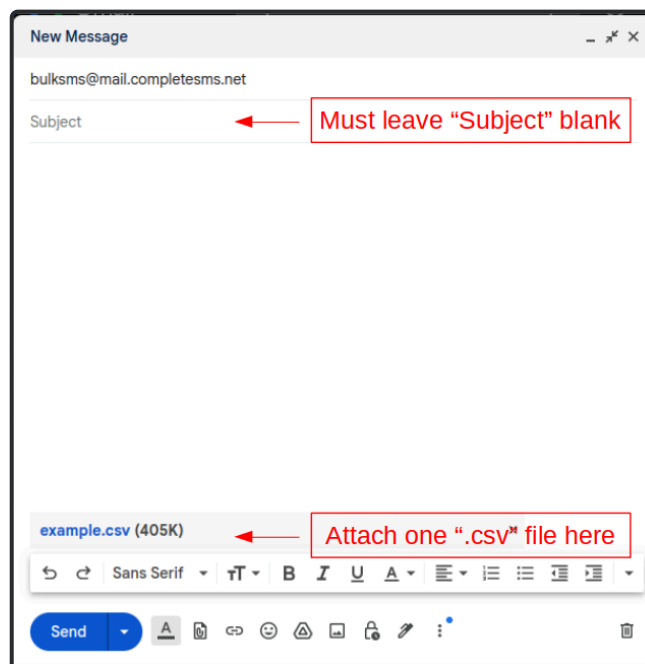 New Message
bulksms@mail.completesms.net
Subject
Must leave “Subject” blank
example.csv (405K)
Attach one “.csv” file here
Sans Serif
Send